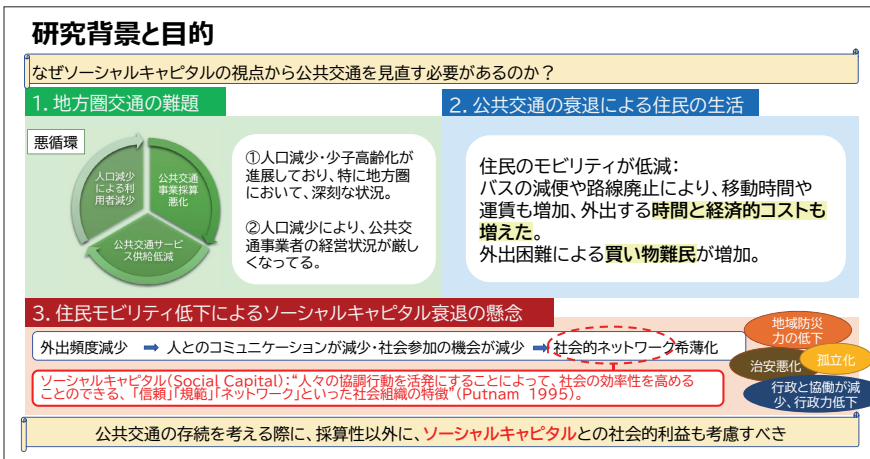 研究背景と目的
なぜソーシャルキャピタルの視点から公共交通を見直す必要があるのか？
1. 地方圏交通の難題
悪循環
人口減少
による利
用者減少
公共交通
事業採算
悪化
公共交通サービ
ス供給低減
①人口減少・少子高齢化が
進展しており、特に地方圏
において、深刻な状況。
②人口減少により、公共交
通事業者の経営状況が厳し
くなってる。
2. 公共交通の衰退による住民の生活
住民のモビリティが低減：
バスの減便や路線廃止により、移動時間や
運賃も増加、外出する時間と経済的コストも
増えた。
外出困難による買い物難民が増加。
3. 住民モビリティ低下によるソーシャルキャピタル衰退の懸念
外出頻度減少 ➡ 人とのコミュニケーションが減少・社会参加の機会が減少 ➡ 社会的ネットワーク希薄化
ソーシャルキャピタル(Social Capital)：“人々の協調行動を活発にすることによって、社会の効率性を高める
ことのできる、「信頼」「規範」「ネットワーク」といった社会組織の特徴”(Putnam 1995)。
地域防災
力の低下
治安悪化
孤立化
行政と協働が減
少、行政力低下
公共交通の存続を考える際に、採算性以外に、ソーシャルキャピタルとの社会的利益も考慮すべき